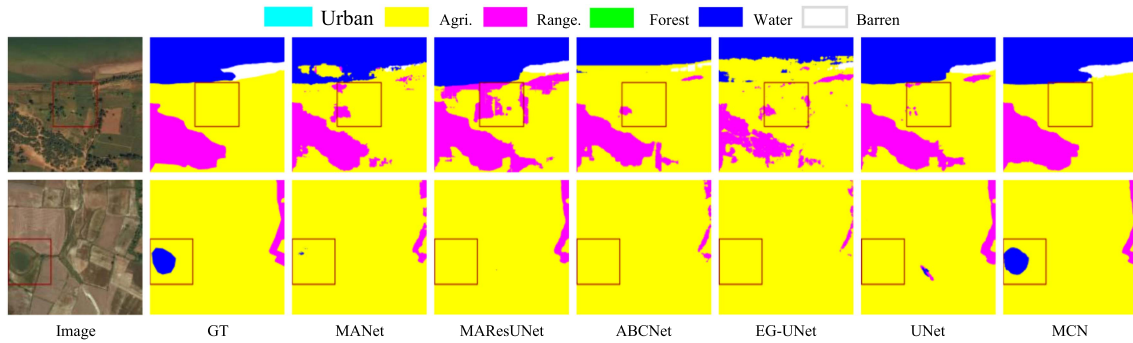 Urban Agri. Range. Forest Water Barren
Image GT MANet MAResUNet ABCNet EG-UNet UNet MCN